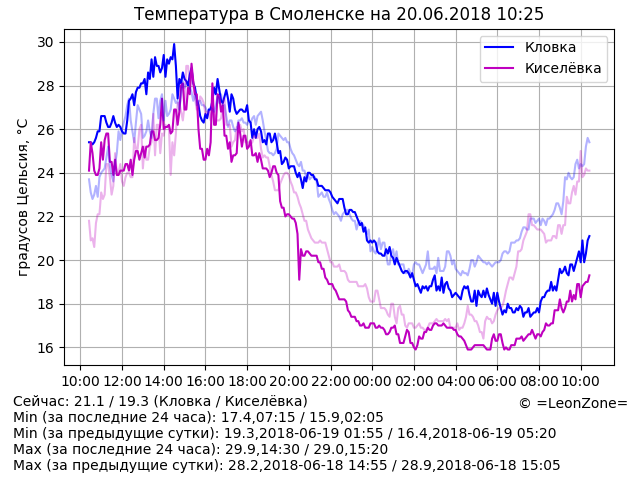 Температура в Смоленске на 20.06.2018 10:25
Кловка
Киселёвка
градусов Цельсия, °C
30
28
26
24
22
20
18
16
10:00 12:00 14:00 16:00 18:00 20:00 22:00 00:00 02:00 04:00 06:00 08:00 10:00
Сейчас: 21.1 / 19.3 (Кловка / Киселёвка)
© =LeonZone=
Min (за последние 24 часа): 17.4,07:15 / 15.9,02:05
Min (за предыдущие сутки): 19.3,2018-06-19 01:55 / 16.4,2018-06-19 05:20
Max (за последние 24 часа): 29.9,14:30 / 29.0,15:20
Max (за предыдущие сутки): 28.2,2018-06-18 14:55 / 28.9,2018-06-18 15:05